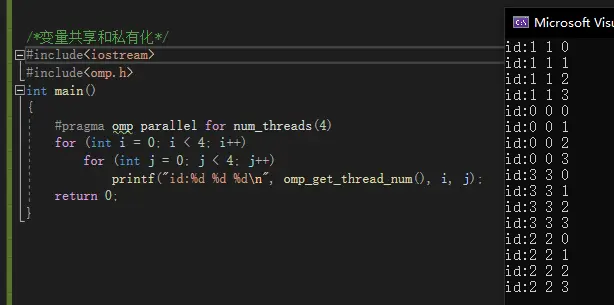 /*变量共享和私有化*/
#include<iostream>
#include<omp.h>
int main()
{
#pragma omp parallel for num_threads(4)
for (int i = 0; i < 4; i++)
for (int j = 0; j < 4; j++)
printf("id:%d %d %d\n", omp_get_thread_num(), i, j);
return 0;
}
Microsoft Visu
id:1 1 0
id:1 1 1
id:1 1 2
id:1 1 3
id:0 0 0
id:0 0 1
id:0 0 2
id:0 0 3
id:3 3 0
id:3 3 1
id:3 3 2
id:3 3 3
id:2 2 0
id:2 2 1
id:2 2 2
id:2 2 3